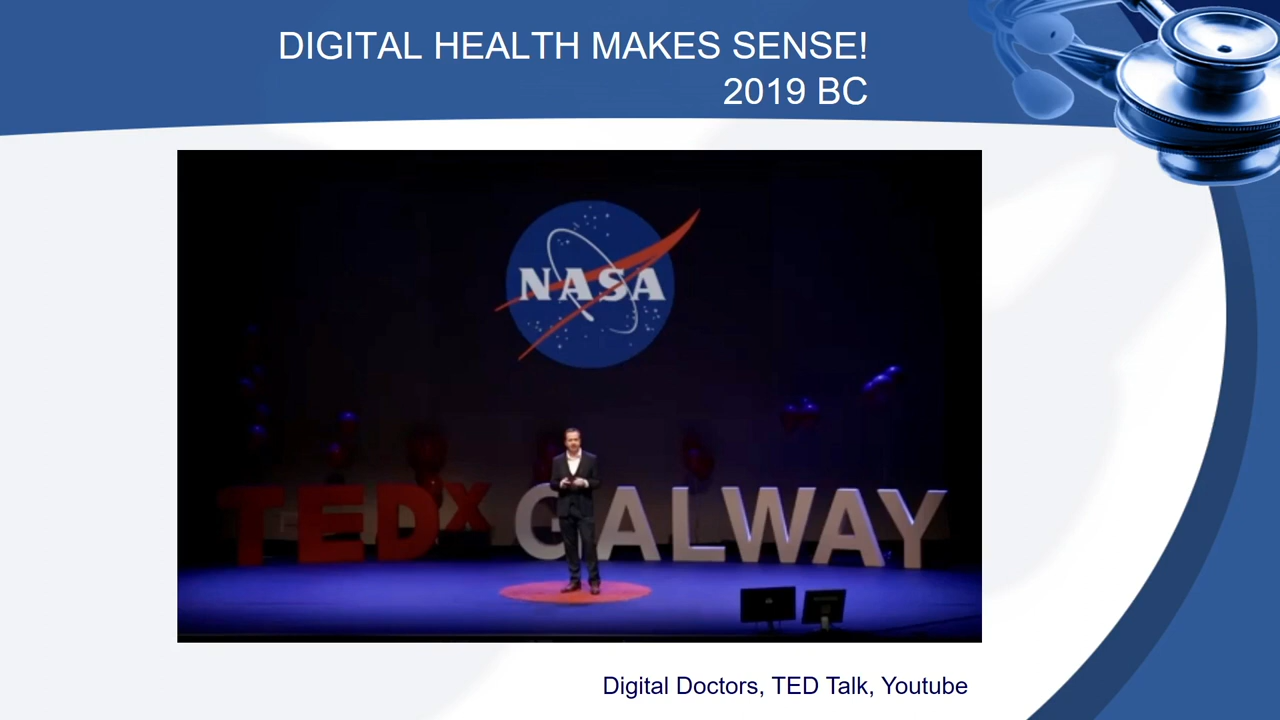 DIGITAL HEALTH MAKES SENSE!
2019 BC
NASA
TEDx GALWAY
Digital Doctors, TED Talk, Youtube